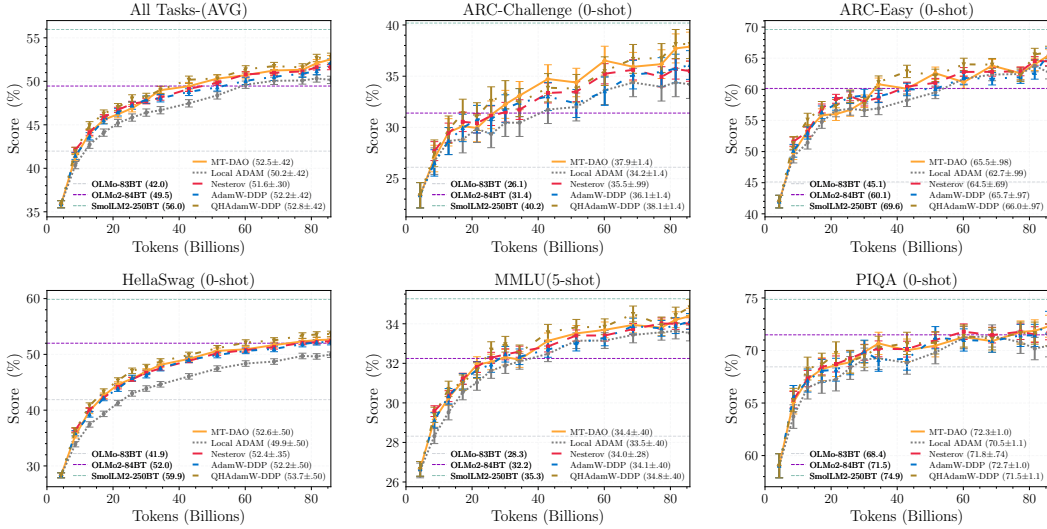 All Tasks-(AVG)
Score (%)
55
50
45
40
35
0 20 40 60 80
Tokens (Billions)
OLMo-83BT (42.0)
OLMo2-84BT (49.5)
SmolLM2-250BT (56.0)
MT-DAO (52.5±.42)
Local ADAM (50.2±.42)
Nesterov (51.6±.30)
AdamW-DDP (52.2±.42)
QHAdamW-DDP (52.8±.42)
ARC-Challenge (0-shot)
Score (%)
40
35
30
25
0 20 40 60 80
Tokens (Billions)
OLMo-83BT (26.1)
OLMo2-84BT (31.4)
SmolLM2-250BT (40.2)
MT-DAO (37.9±1.4)
Local ADAM (34.2±1.4)
Nesterov (35.5±.99)
AdamW-DDP (36.1±1.4)
QHAdamW-DDP (38.1±1.4)
ARC-Easy (0-shot)
Score (%)
70
65
60
55
50
45
40
0 20 40 60 80
Tokens (Billions)
OLMo-83BT (45.1)
OLMo2-84BT (60.1)
SmolLM2-250BT (69.6)
MT-DAO (65.5±.98)
Local ADAM (62.7±.99)
Nesterov (64.5±.69)
AdamW-DDP (65.7±.97)
QHAdamW-DDP (66.0±.97)
HellaSwag (0-shot)
Score (%)
60
50
40
30
0 20 40 60 80
Tokens (Billions)
OLMo-83BT (41.9)
OLMo2-84BT (52.0)
SmolLM2-250BT (59.9)
MT-DAO (52.6±.50)
Local ADAM (49.9±.50)
Nesterov (52.4±.35)
AdamW-DDP (52.2±.50)
QHAdamW-DDP (53.7±.50)
MMLU(5-shot)
Score (%)
34
32
30
28
26
0 20 40 60 80
Tokens (Billions)
OLMo-83BT (28.3)
OLMo2-84BT (32.2)
SmolLM2-250BT (35.3)
MT-DAO (34.4±.40)
Local ADAM (33.5±.40)
Nesterov (34.0±.28)
AdamW-DDP (34.1±.40)
QHAdamW-DDP (34.8±.40)
PIQA (0-shot)
Score (%)
75
70
65
60
0 20 40 60 80
Tokens (Billions)
OLMo-83BT (68.4)
OLMo2-84BT (71.5)
SmolLM2-250BT (74.9)
MT-DAO (72.3±1.0)
Local ADAM (70.5±1.1)
Nesterov (71.8±.74)
AdamW-DDP (72.7±1.0)
QHAdamW-DDP (71.5±1.1)